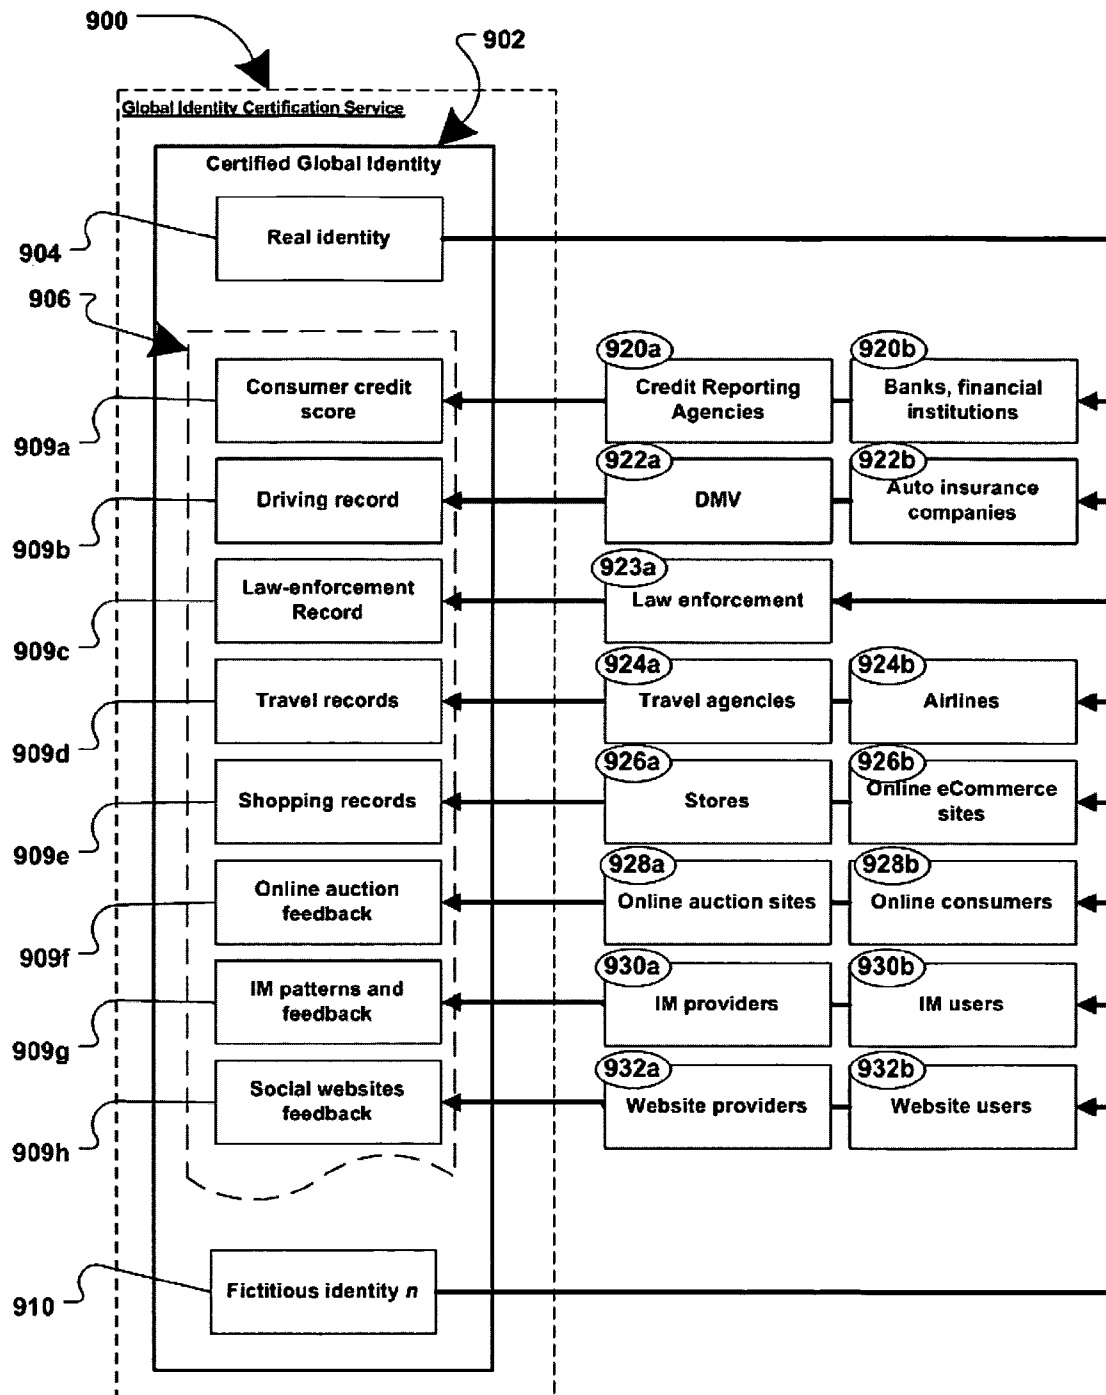 900
902
Global Identity Certification Service
Certified Global Identity
Real identity
904
906
920a
920b
Consumer credit
score
Credit Reporting
Agencies
Banks, financial
institutions
909a
922a
922b
Driving record
DMV
Auto insurance
companies
909b
923a
Law-enforcement
Record
Law enforcement
909c
924a
924b
Travel records
Travel agencies
Airlines
909d
926a
926b
Shopping records
Stores
Online eCommerce
sites
909e
928a
928b
Online auction
feedback
Online auction sites
Online consumers
909f
930a
930b
IM patterns and
feedback
IM providers
IM users
909g
932a
932b
Social websites
feedback
Website providers
Website users
909h
Fictitious identity n
910